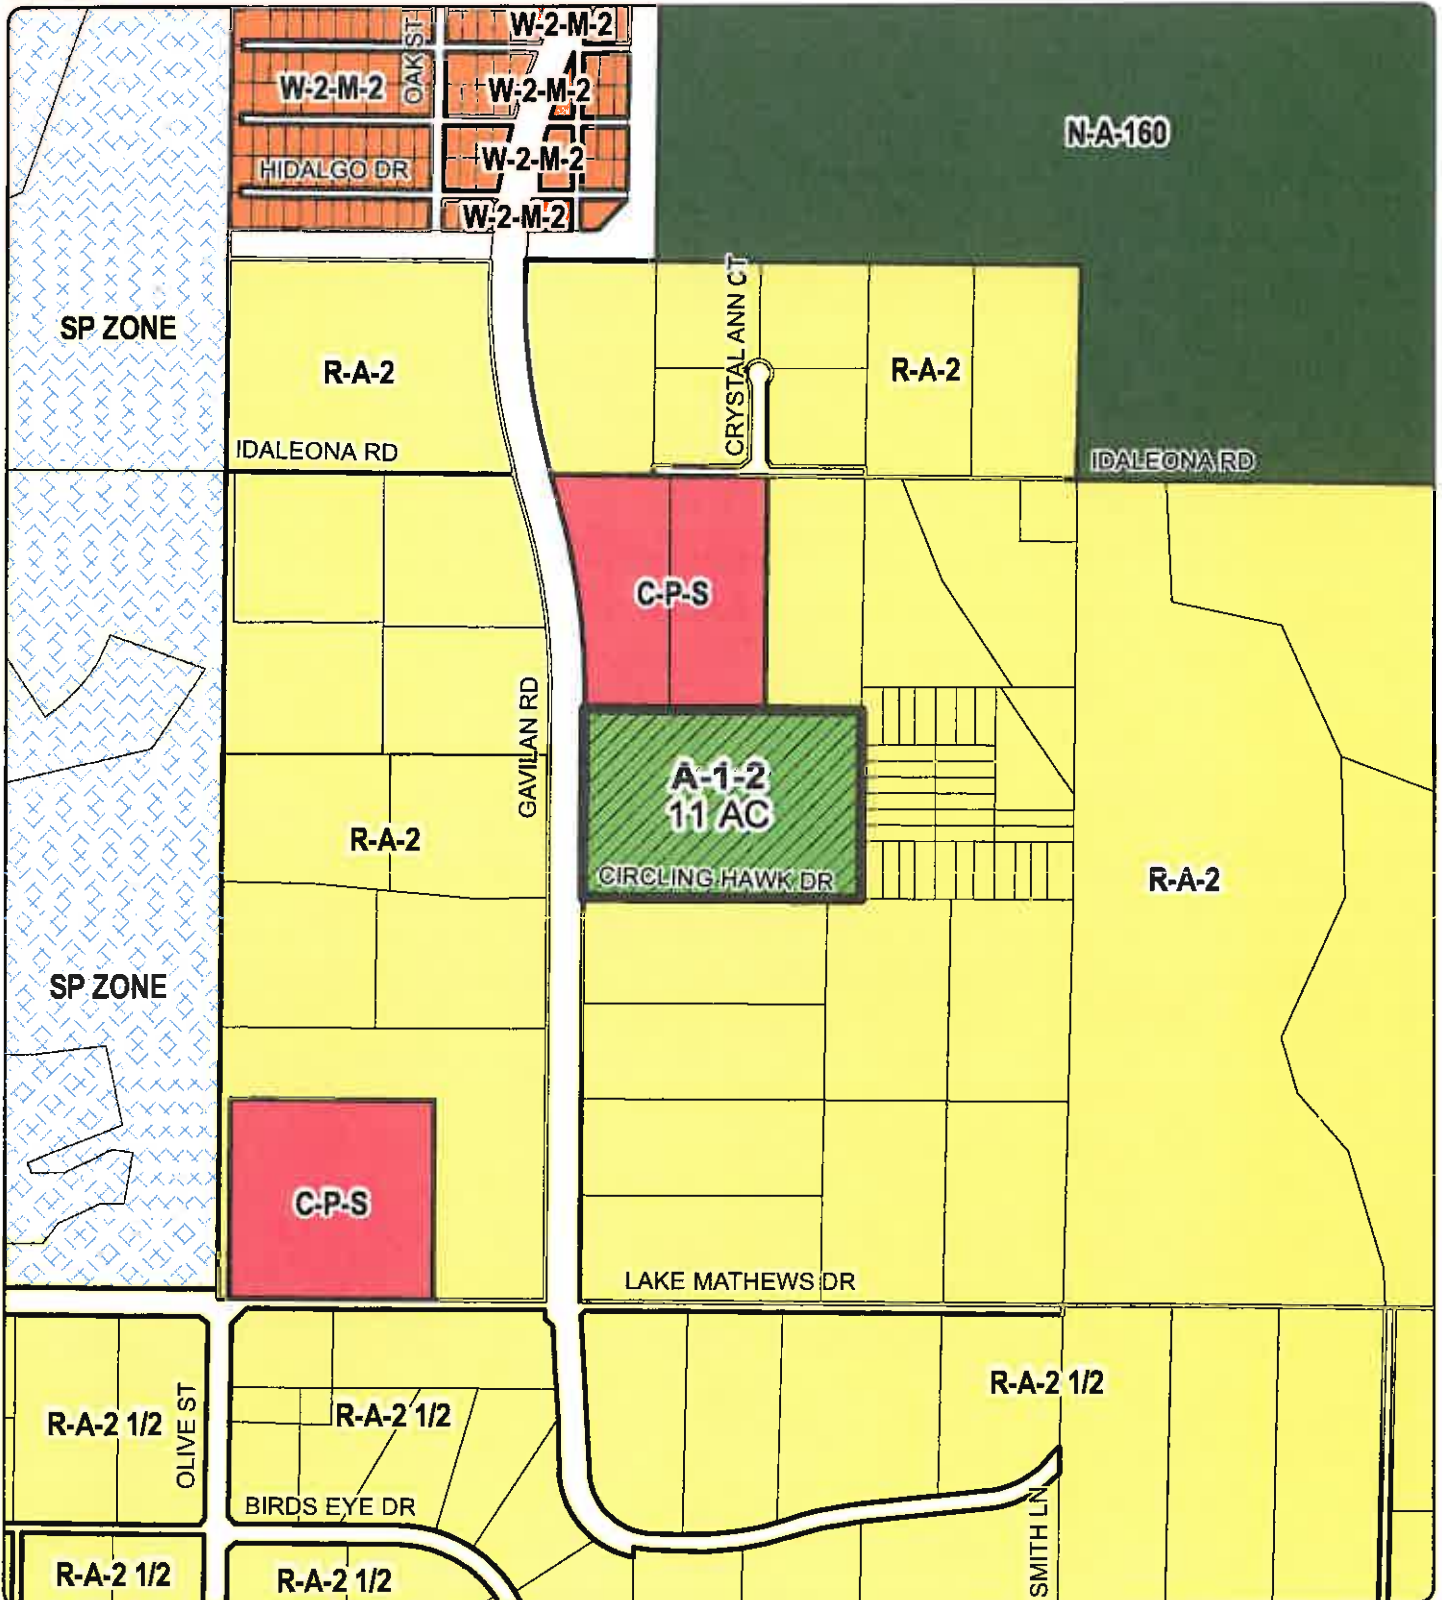 W-2-M-2
OAK ST
W-2-M-2
W-2-M-2
N-A-160
W-2-M-2
HIDALGO DR
W-2-M-2
SP ZONE
R-A-2
CRYSTAL ANN CT
R-A-2
IDALEONA RD
IDALEONA RD
C-P-S
GAVILAN RD
A-1-2
11 AC
R-A-2
CIRCLING HAWK DR
R-A-2
SP ZONE
C-P-S
LAKE MATHEWS DR
R-A-2 1/2
R-A-2 1/2
R-A-2 1/2
OLIVE ST
BIRDS EYE DR
SMITH LN
R-A-2 1/2
R-A-2 1/2